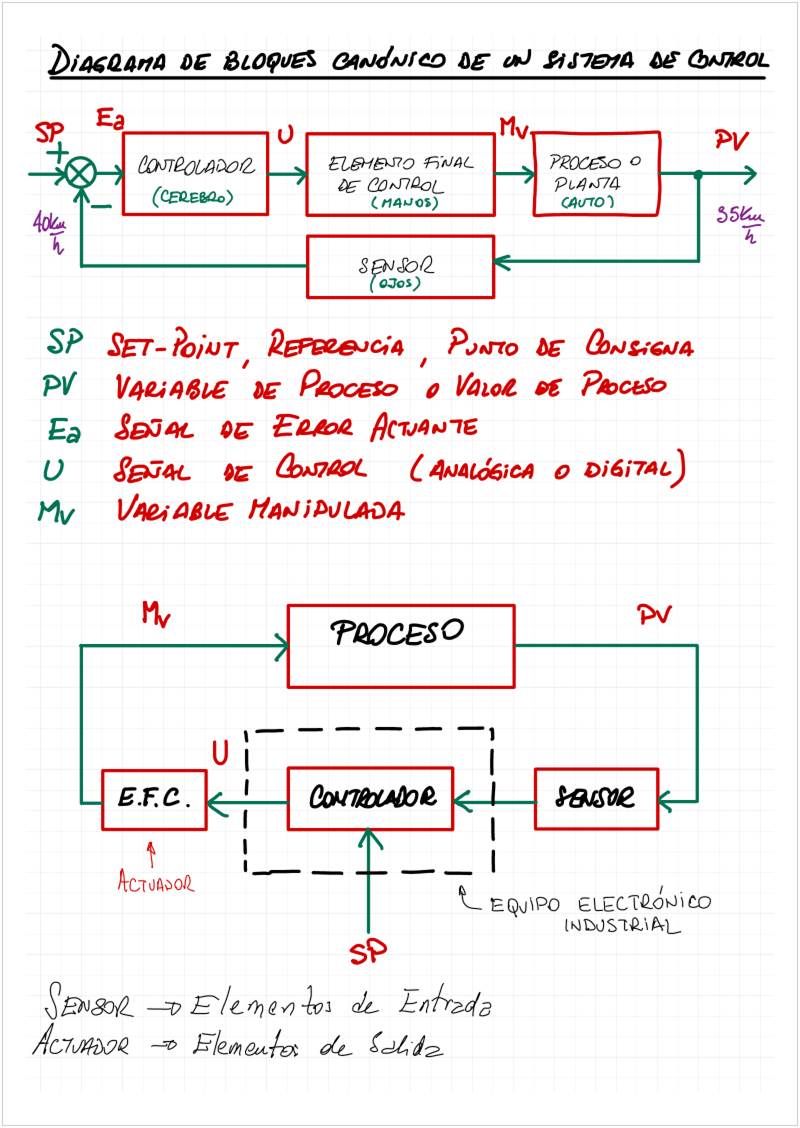 DIAGRAMA DE BLOQUES CANÓNICO DE UN SISTEMA DE CONTROL
SP
+
Ea
U
Mv
PV
CONTROLADOR
(CEREBRO)
ELEMENTO FINAL
DE CONTROL
(MANOS)
PROCESO O
PLANTA
(AUTO)
−
40km/h
35km/h
SENSOR
(OJOS)
SP SET-POINT, REFERENCIA, PUNTO DE CONSIGNA
PV VARIABLE DE PROCESO O VALOR DE PROCESO
Ea SEÑAL DE ERROR ACTUANTE
U SEÑAL DE CONTROL (ANALÓGICA O DIGITAL)
Mv VARIABLE MANIPULADA
Mv
PROCESO
PV
U
E.F.C.
CONTROLADOR
SENSOR
ACTUADOR
EQUIPO ELECTRÓNICO
INDUSTRIAL
SP
SENSOR → Elementos de Entrada
ACTUADOR → Elementos de Salida